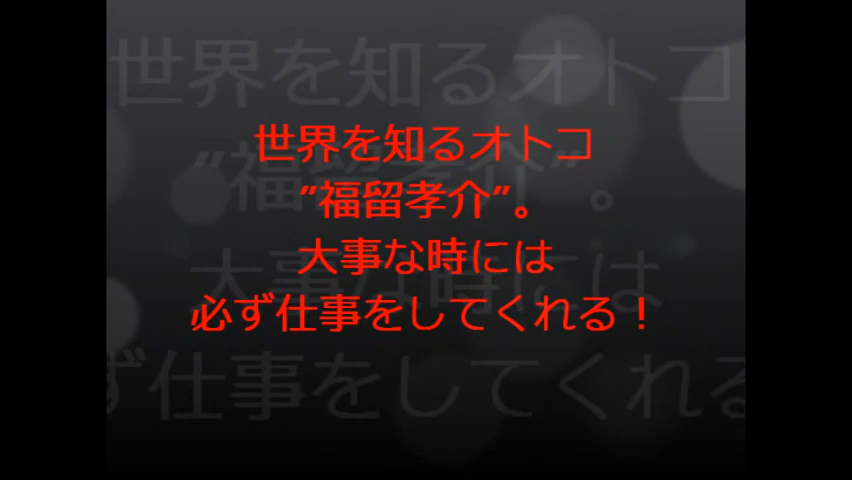 世界を知るオトコ
”福留孝介”。
大事な時には
必ず仕事をしてくれる！